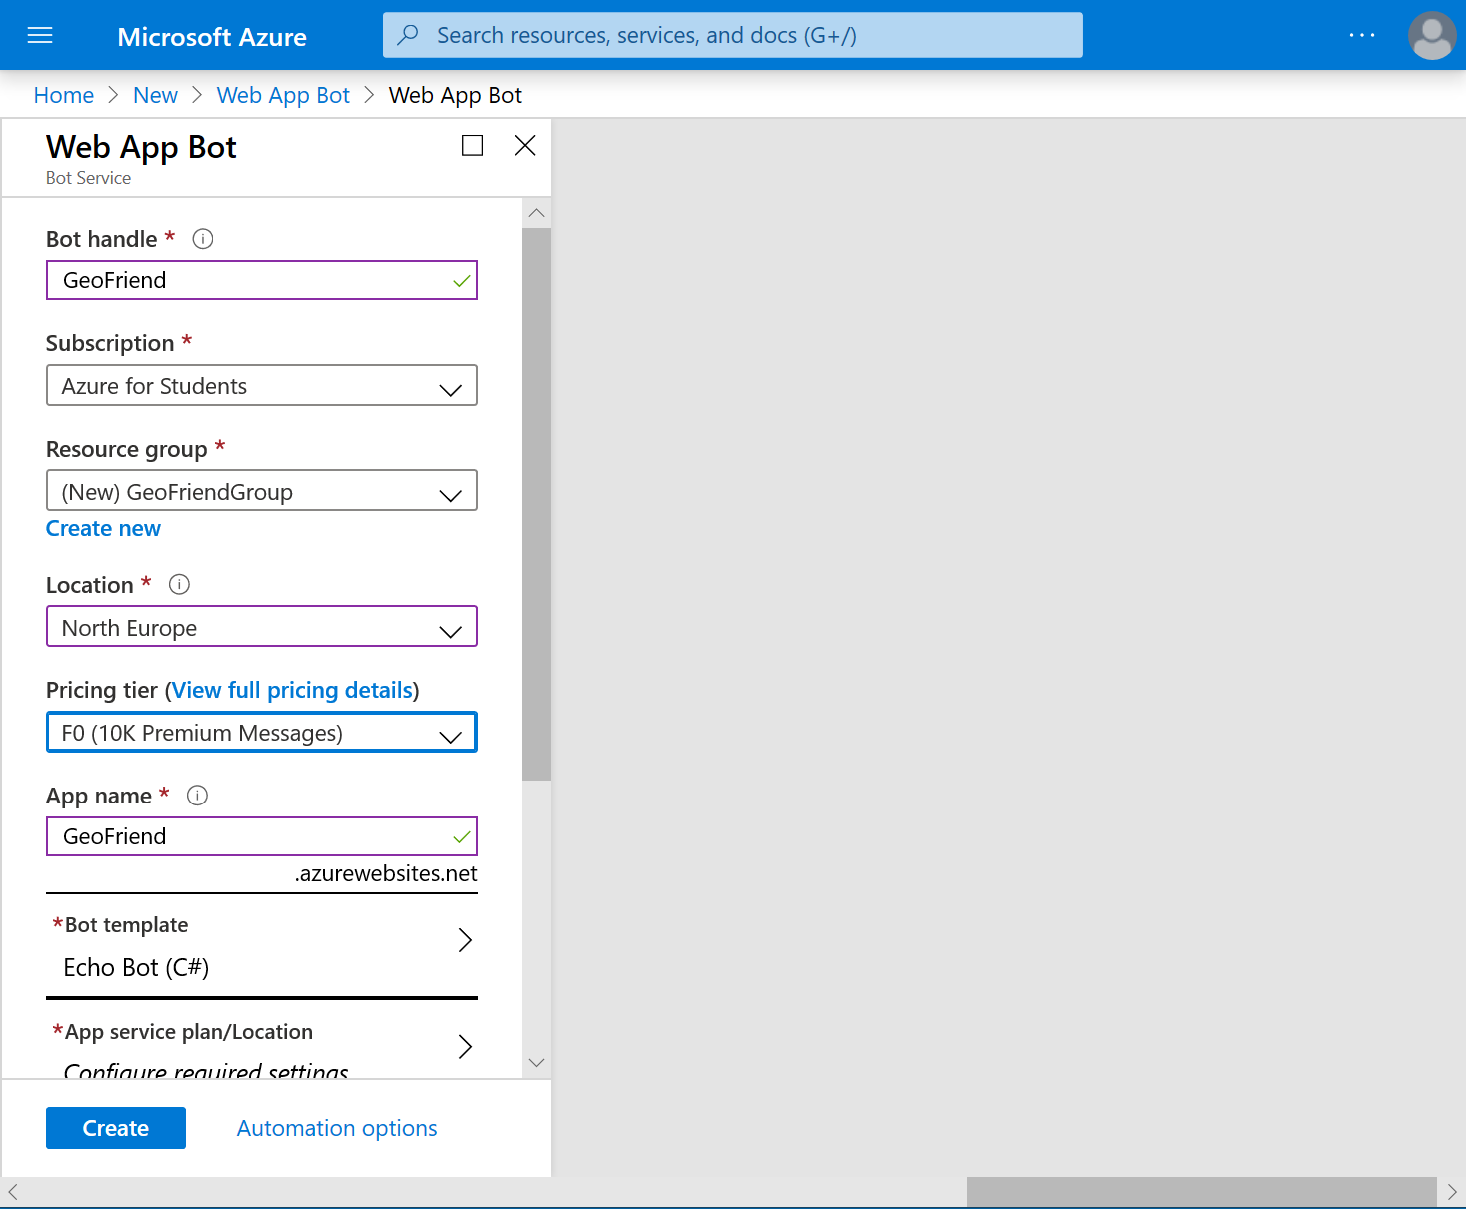 Microsoft Azure
Search resources, services, and docs (G+/)
Home > New > Web App Bot > Web App Bot
Web App Bot
Bot Service
Bot handle *
GeoFriend
Subscription *
Azure for Students
Resource group *
(New) GeoFriendGroup
Create new
Location *
North Europe
Pricing tier (View full pricing details)
F0 (10K Premium Messages)
App name *
GeoFriend
.azurewebsites.net
*Bot template
Echo Bot (C#)
*App service plan/Location
Configure required settings
Create Automation options